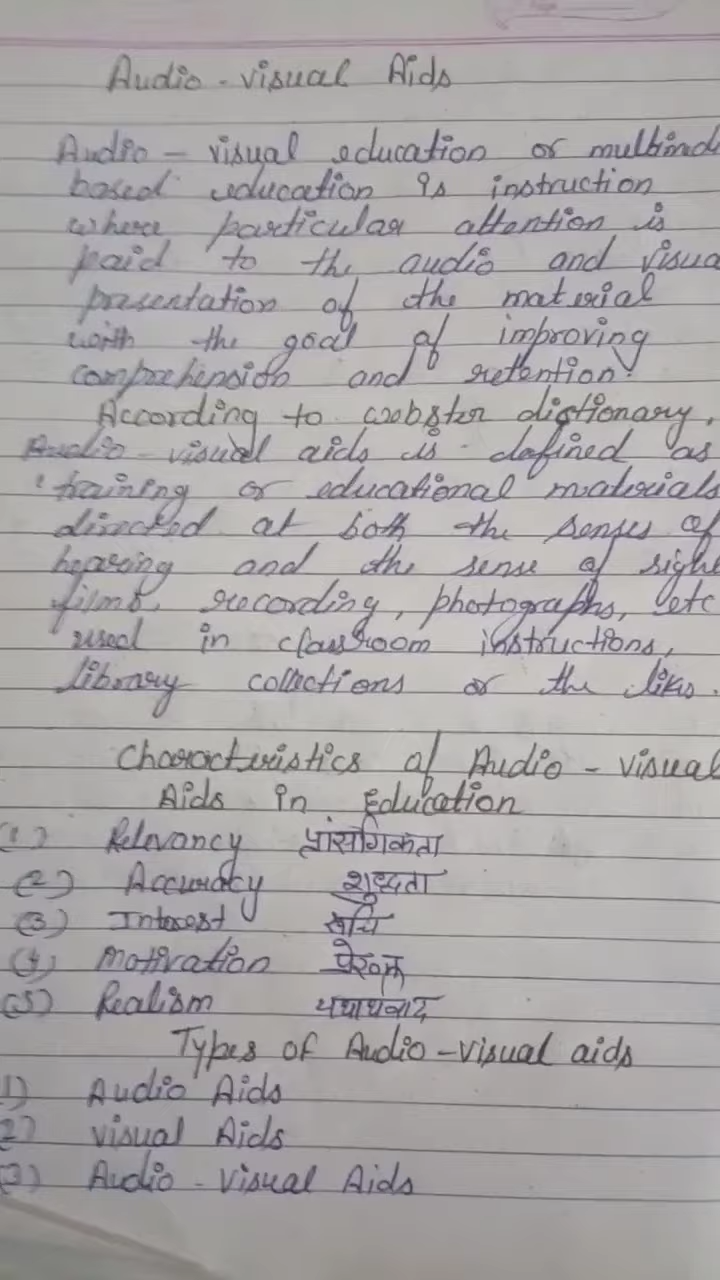 Audio - visual Aids
Audio - visual education or multimed
based education is instruction
where particular attention is
paid to the audio and visua
presentation of the material
with the goal of improving
comprehension and retention.
According to webster dictionary,
Audio - visual aids is defined as
training or educational materials
directed at both the senses of
hearing and the sense of sight
films, recording, photographs, etc
used in classroom instructions,
library collections or the likes.
Characteristics of Audio - visual
Aids in Education
(1) Relevancy प्रांसगिकता
(2) Accuracy शुद्धता
(3) Interest रूचि
(4) Motivation
(5) Realism
Types of Audio - visual aids
1) Audio Aids
2) visual Aids
3) Audio - visual Aids